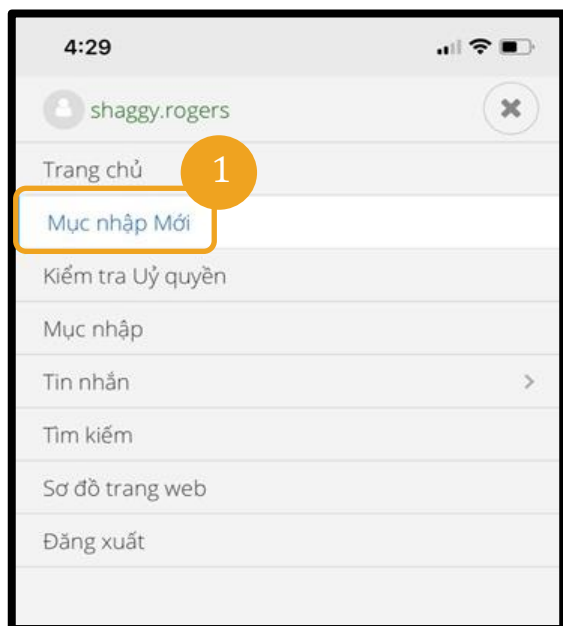 4:29
shaggy.rogers
Trang chủ
1
Mục nhập Mới
Kiểm tra Uỷ quyền
Mục nhập
Tin nhắn
Tìm kiếm
Sơ đồ trang web
Đăng xuất